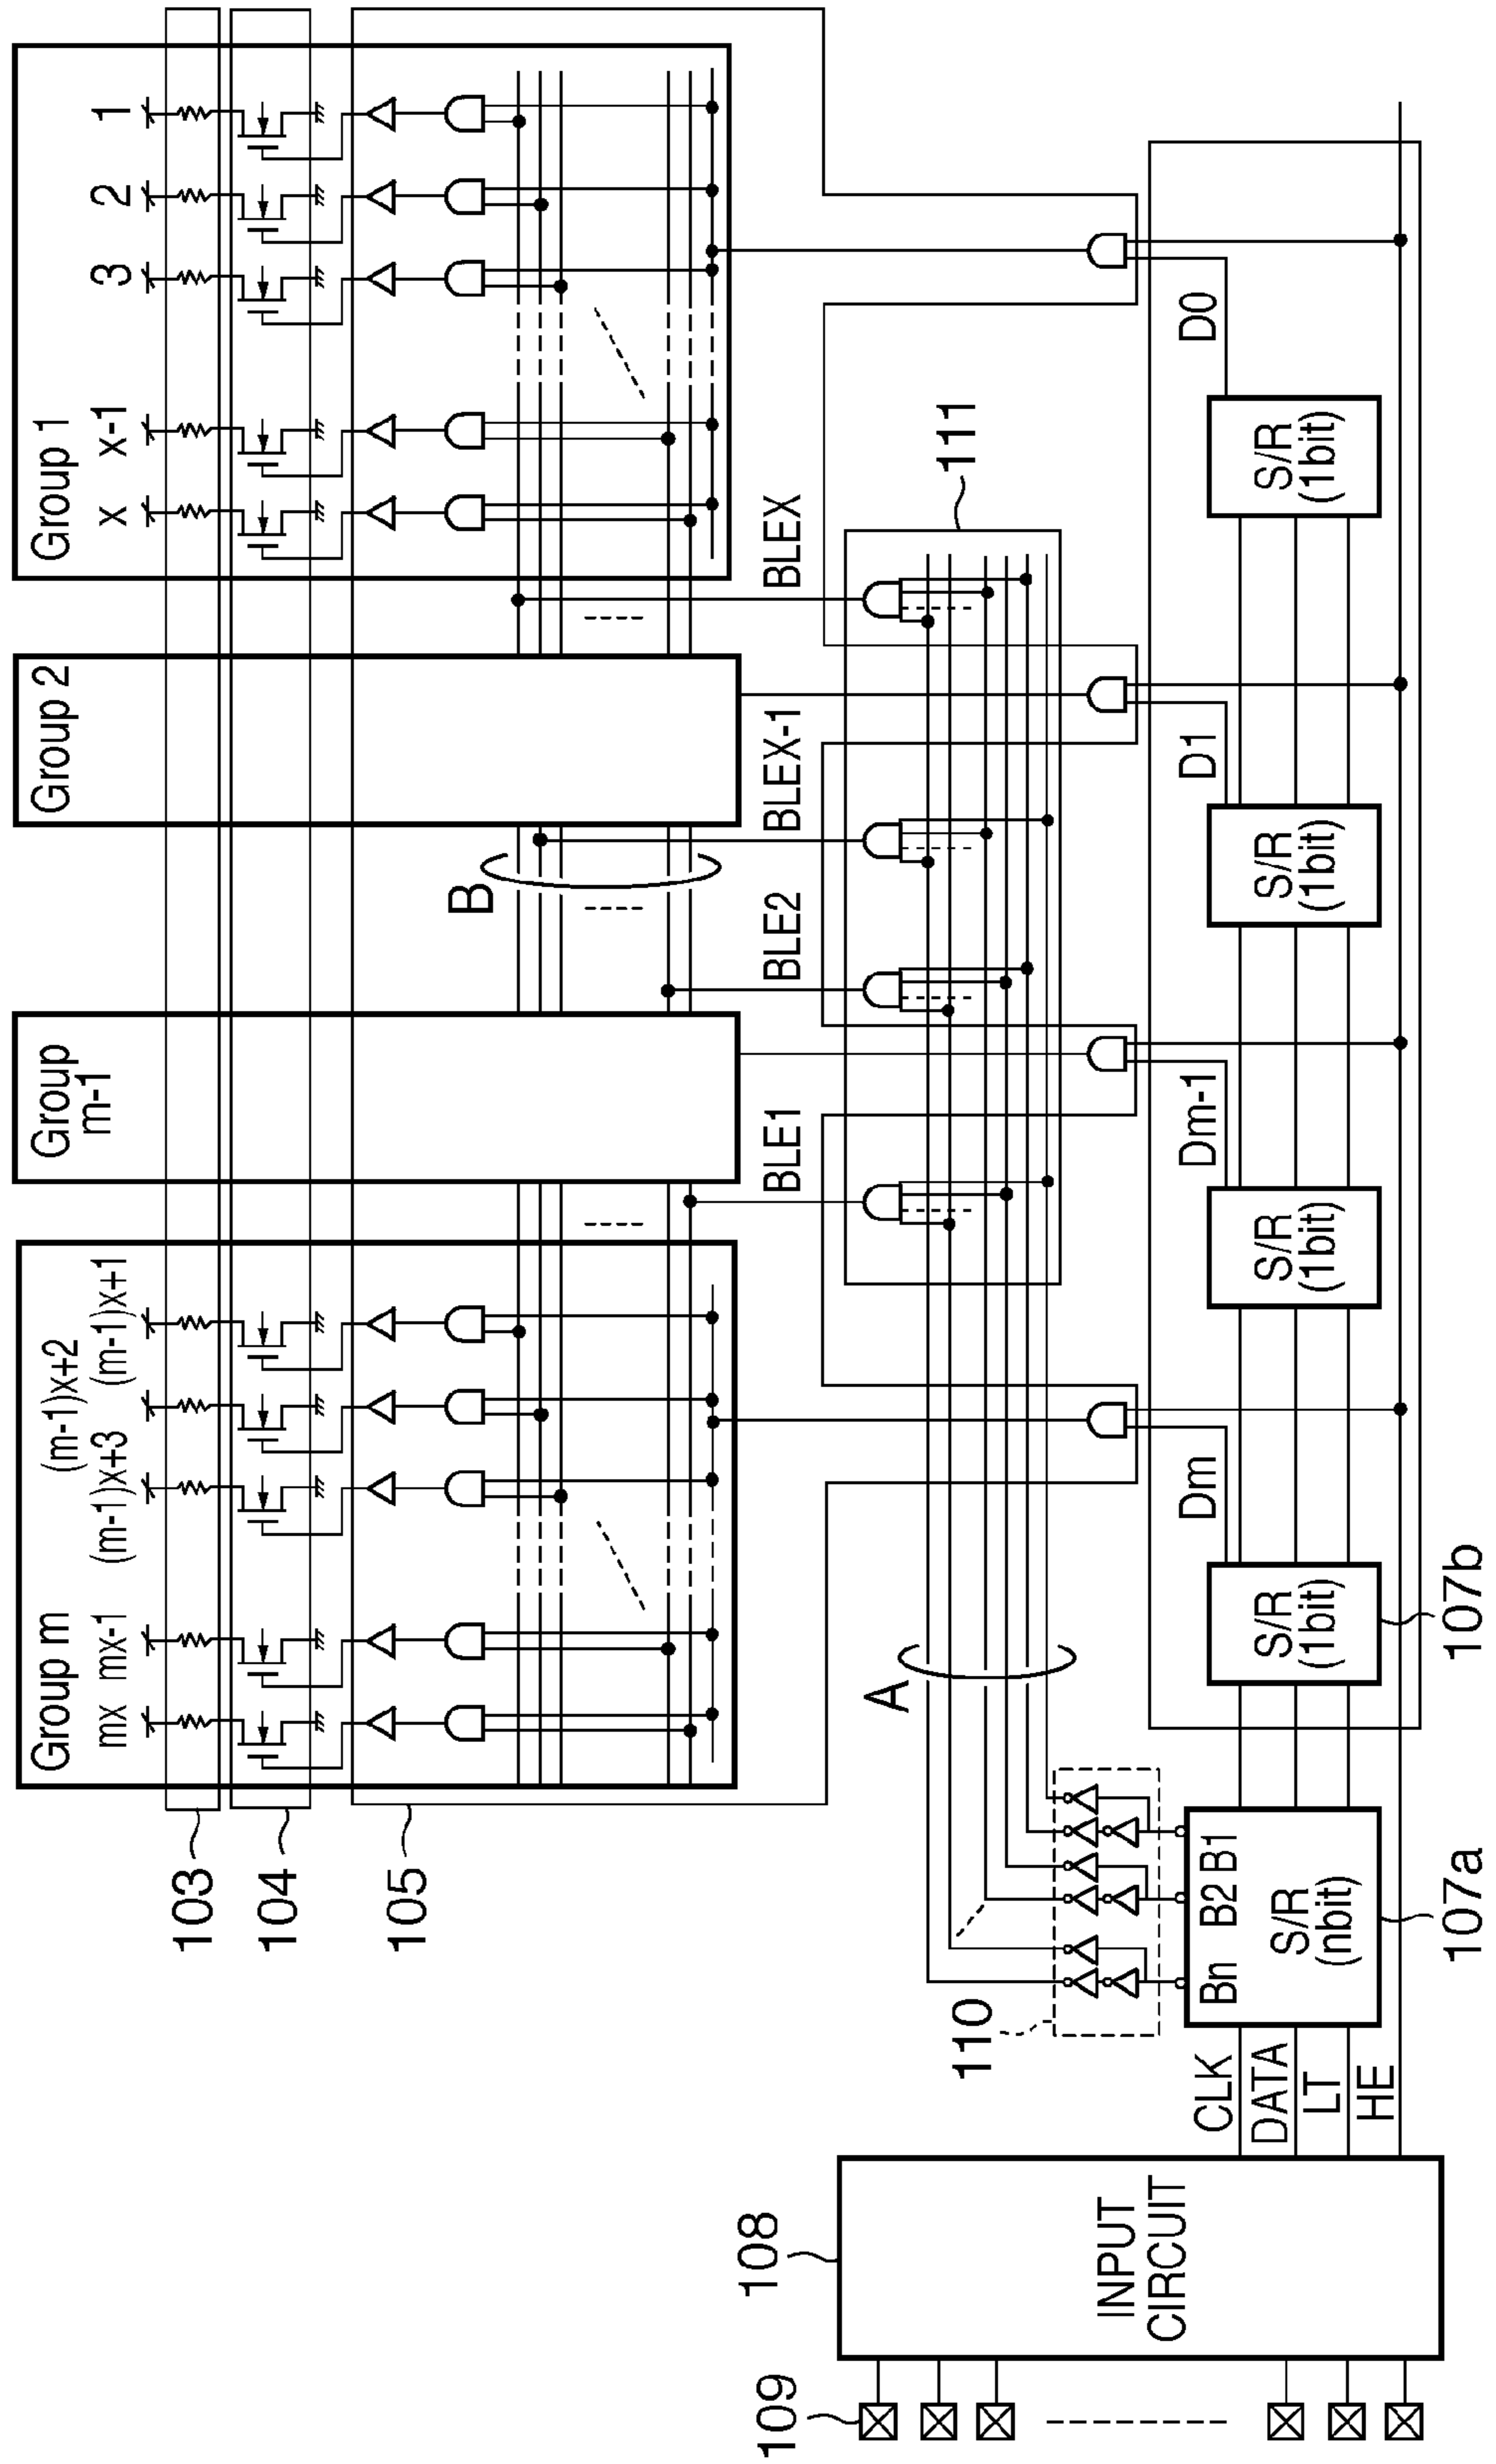 Group m
mx
mx-1
(m-1)x+3
(m-1)x+2
(m-1)x+1
Group
m-1
Group 2
Group 1
x
x-1
3
2
1
103
104
105
B
BLE1
BLE2
BLEX-1
BLEX
111
A
110
108
109
INPUT
CIRCUIT
CLK
DATA
LT
HE
Bn
B2
B1
S/R
(nbit)
107a
Dm
S/R
(1bit)
107b
Dm-1
S/R
(1bit)
D1
S/R
(1bit)
D0
S/R
(1bit)